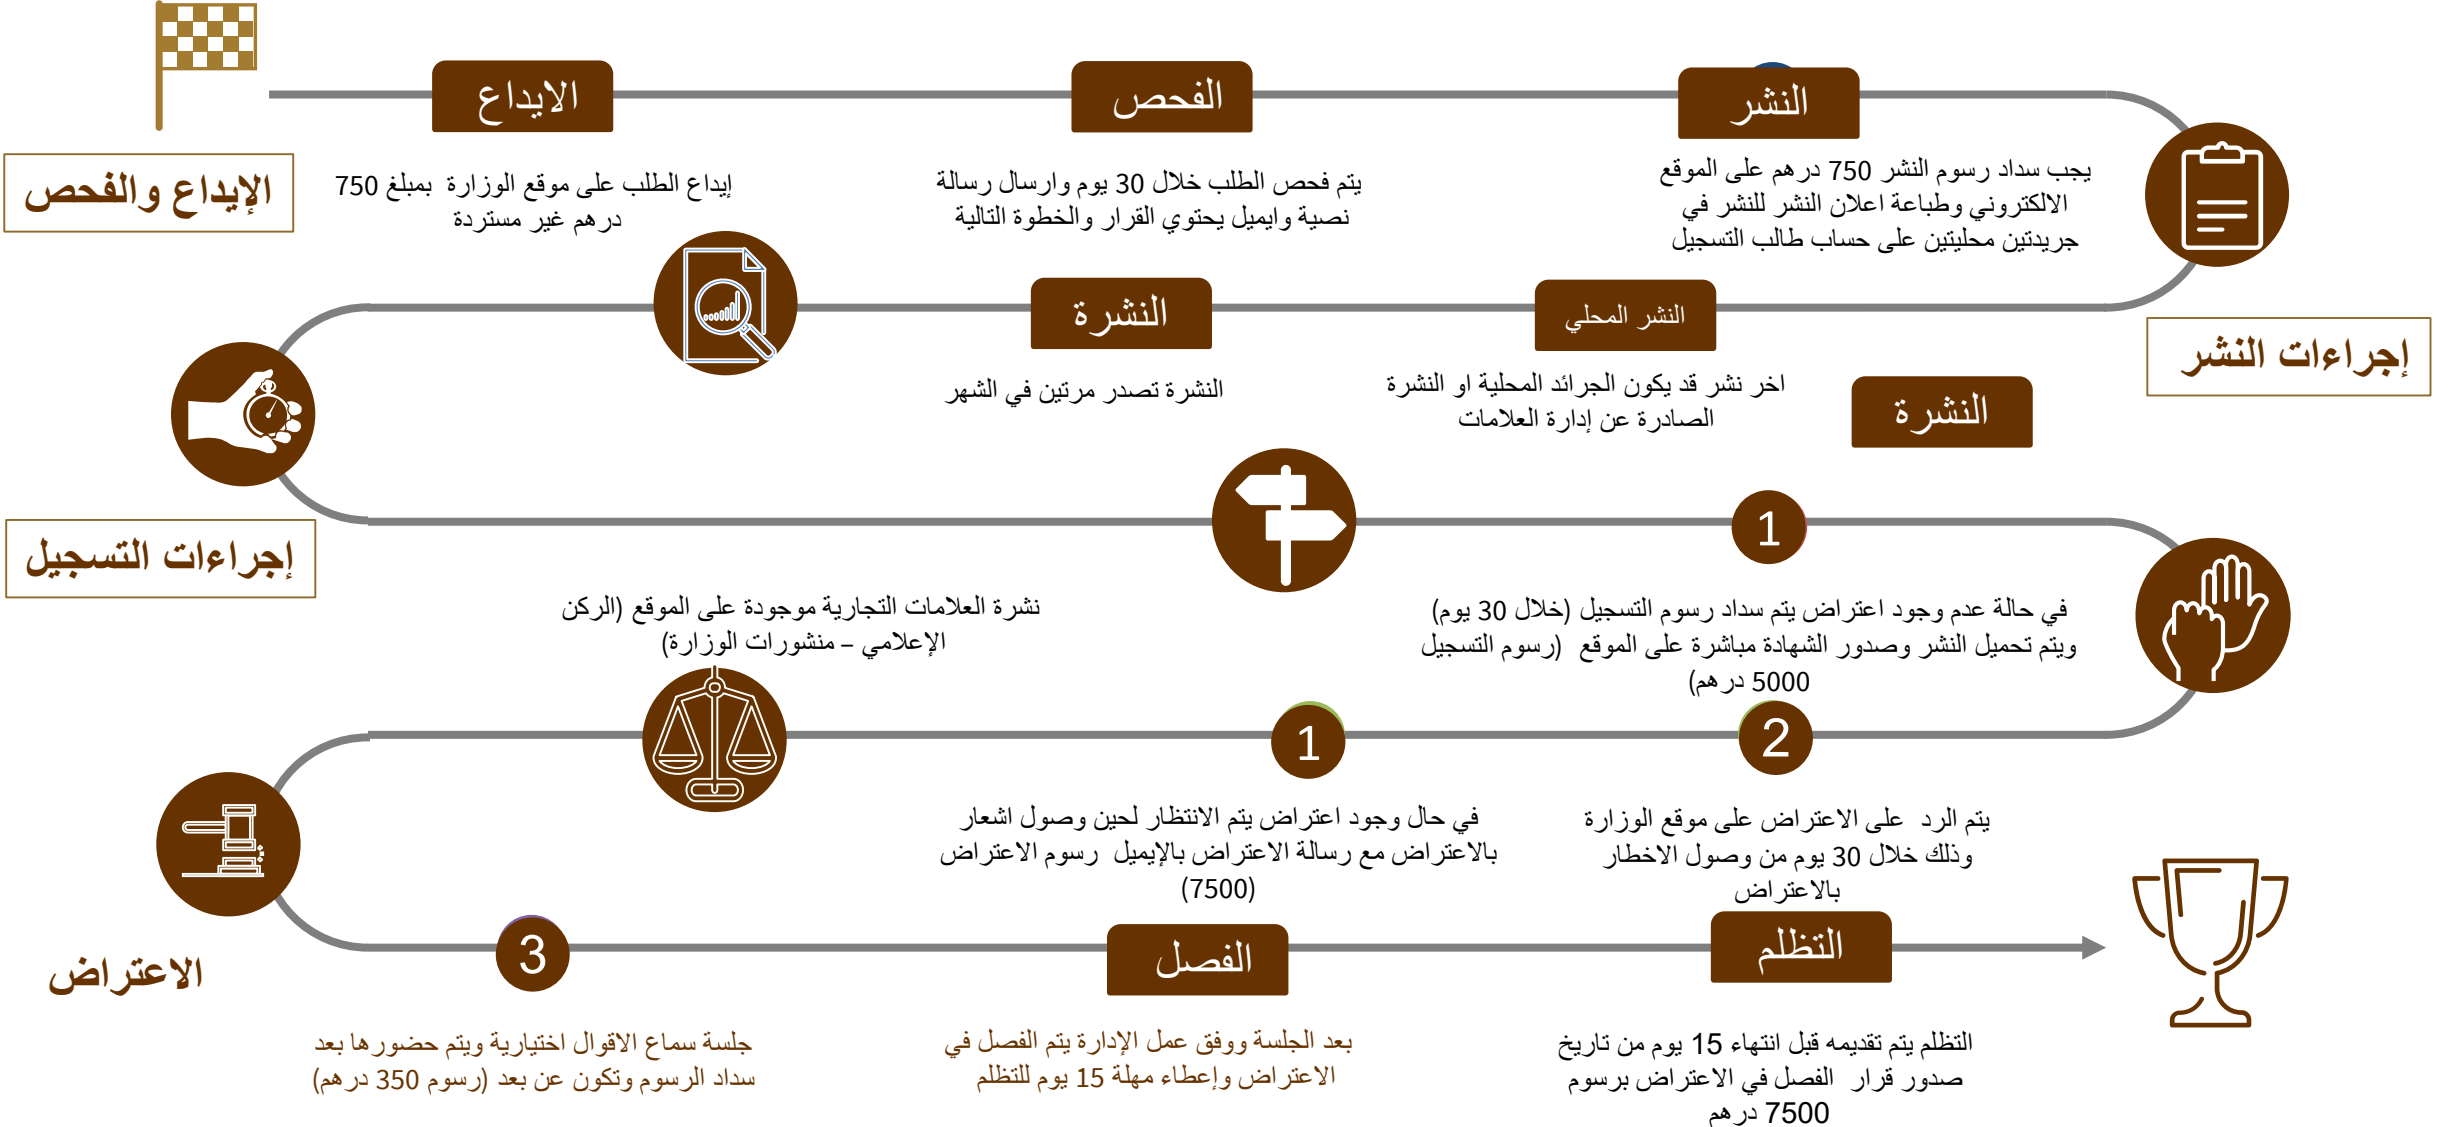 الايداع
الفحص
النشر
الإيداع والفحص
إيداع الطلب على موقع الوزارة  بمبلغ 750
درهم غير مستردة
يتم فحص الطلب خلال 30 يوم وارسال رسالة
نصية وايميل يحتوي القرار والخطوة التالية
يجب سداد رسوم النشر 750 درهم على الموقع
الالكتروني وطباعة اعلان النشر للنشر في
جريدتين محليتين على حساب طالب التسجيل
إجراءات النشر
النشر المحلي
اخر نشر قد يكون الجرائد المحلية او النشرة
الصادرة عن إدارة العلامات
النشرة
النشرة تصدر مرتين في الشهر
النشرة
إجراءات التسجيل
نشرة العلامات التجارية موجودة على الموقع (الركن
الإعلامي – منشورات الوزارة)
1
في حالة عدم وجود اعتراض يتم سداد رسوم التسجيل (خلال 30 يوم)
ويتم تحميل النشر وصدور الشهادة مباشرة على الموقع  (رسوم التسجيل
5000 درهم)
1
في حال وجود اعتراض يتم الانتظار لحين وصول اشعار
بالاعتراض مع رسالة الاعتراض بالإيميل  رسوم الاعتراض
(7500)
2
يتم الرد  على الاعتراض على موقع الوزارة
وذلك خلال 30 يوم من وصول الاخطار
بالاعتراض
الاعتراض
3
جلسة سماع الاقوال اختيارية ويتم حضورها بعد
سداد الرسوم وتكون عن بعد (رسوم 350 درهم)
الفصل
بعد الجلسة ووفق عمل الإدارة يتم الفصل في
الاعتراض وإعطاء مهلة 15 يوم للتظلم
التظلم
التظلم يتم تقديمه قبل انتهاء 15 يوم من تاريخ
صدور قرار  الفصل في الاعتراض برسوم
7500 درهم